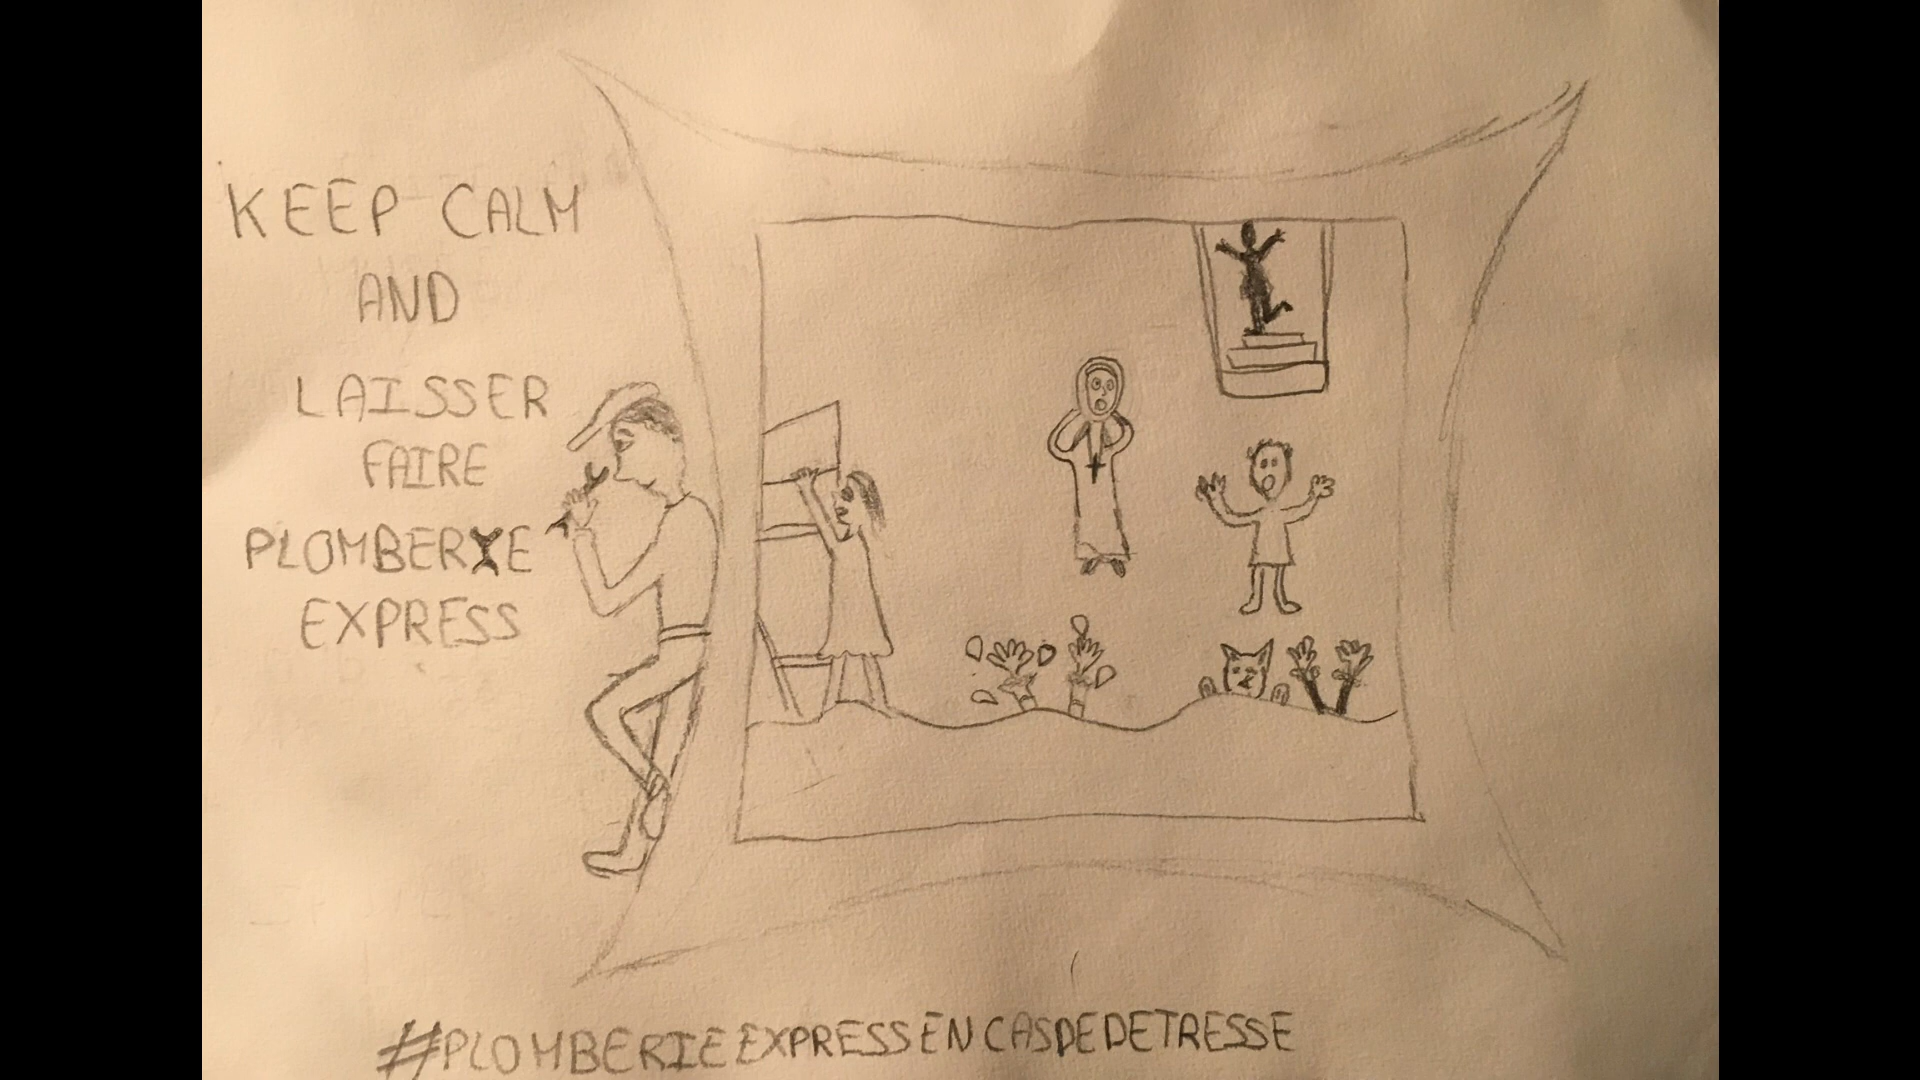 KEEP CALM
AND
LAISSER
FAIRE
PLOMBERIE
EXPRESS
#PLOMBERIEEXPRESSENCASDEDETRESSE